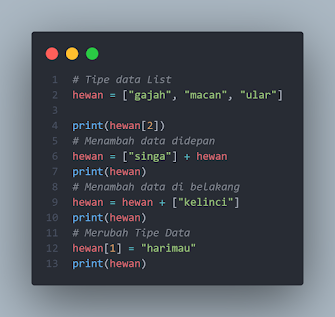 1 # Tipe data List
2 hewan = ["gajah", "macan", "ular"]
3
4 print(hewan[2])
5 # Menambah data didepan
6 hewan = ["singa"] + hewan
7 print(hewan)
8 # Menambah data di belakang
9 hewan = hewan + ["kelinci"]
10 print(hewan)
11 # Merubah Tipe Data
12 hewan[1] = "harimau"
13 print(hewan)